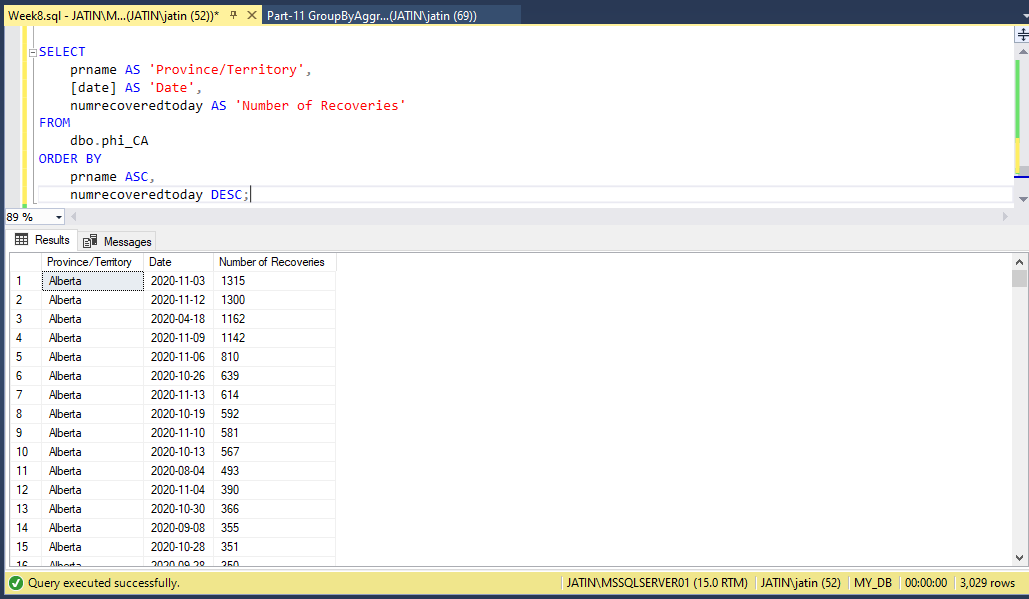 Week8.sql - JATIN\M...(JATIN\jatin (52))* Part-11 GroupByAggr...(JATIN\jatin (69))
SELECT
prname AS 'Province/Territory',
[date] AS 'Date',
numrecoveredtoday AS 'Number of Recoveries'
FROM
dbo.phi_CA
ORDER BY
prname ASC,
numrecoveredtoday DESC;
89 %
Results Messages
Province/Territory Date Number of Recoveries
1 Alberta 2020-11-03 1315
2 Alberta 2020-11-12 1300
3 Alberta 2020-04-18 1162
4 Alberta 2020-11-09 1142
5 Alberta 2020-11-06 810
6 Alberta 2020-10-26 639
7 Alberta 2020-11-13 614
8 Alberta 2020-10-19 592
9 Alberta 2020-11-10 581
10 Alberta 2020-10-13 567
11 Alberta 2020-08-04 493
12 Alberta 2020-11-04 390
13 Alberta 2020-10-30 366
14 Alberta 2020-09-08 355
15 Alberta 2020-10-28 351
16 Alberta 2020-09-28 350
Query executed successfully. JATIN\MSSQLSERVER01 (15.0 RTM) JATIN\jatin (52) MY_DB 00:00:00 3,029 rows